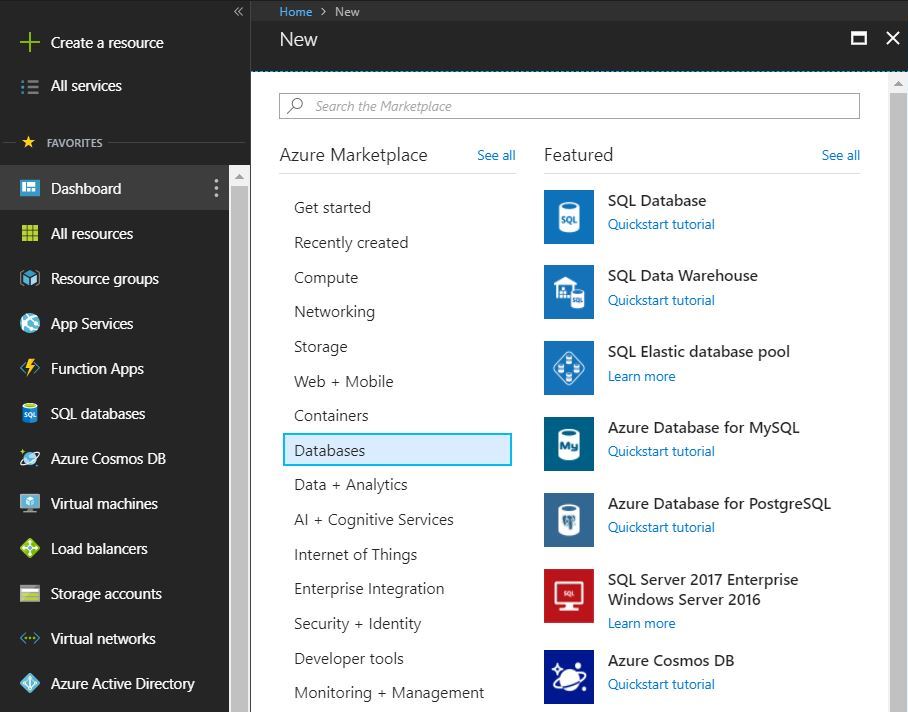 «
Create a resource
All services
FAVORITES
Dashboard
All resources
Resource groups
App Services
Function Apps
SQL
SQL databases
Azure Cosmos DB
Virtual machines
Load balancers
Storage accounts
Virtual networks
Azure Active Directory
Home > New
New
Search the Marketplace
Azure Marketplace See all
Get started
Recently created
Compute
Networking
Storage
Web + Mobile
Containers
Databases
Data + Analytics
AI + Cognitive Services
Internet of Things
Enterprise Integration
Security + Identity
Developer tools
Monitoring + Management
Featured See all
SQL
SQL Database
Quickstart tutorial
SQL
SQL Data Warehouse
Quickstart tutorial
SQL Elastic database pool
Learn more
My
Azure Database for MySQL
Quickstart tutorial
Azure Database for PostgreSQL
Quickstart tutorial
SQL
SQL Server 2017 Enterprise
Windows Server 2016
Learn more
Azure Cosmos DB
Quickstart tutorial